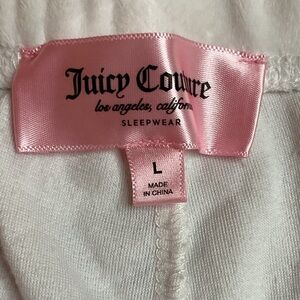 Juicy Couture
los angeles, california
SLEEPWEAR
L
MADE
IN CHINA